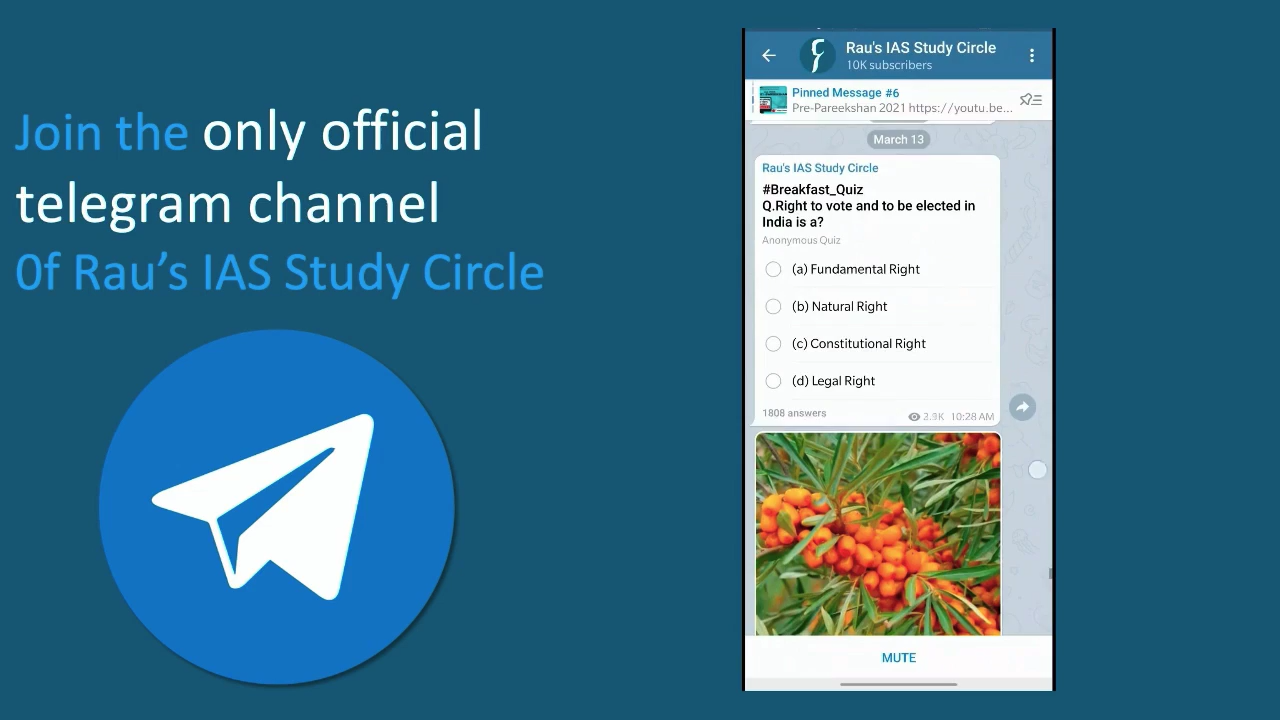 Join the only official
telegram channel
Of Rau's IAS Study Circle
Rau's IAS Study Circle
10K subscribers
Pinned Message #6
Pre-Pareekshan 2021 https://youtu.be...
March 13
Rau's IAS Study Circle
#Breakfast_Quiz
Q.Right to vote and to be elected in
India is a?
Anonymous Quiz
(a) Fundamental Right
(b) Natural Right
(c) Constitutional Right
(d) Legal Right
1808 answers
10:28 AM
MUTE